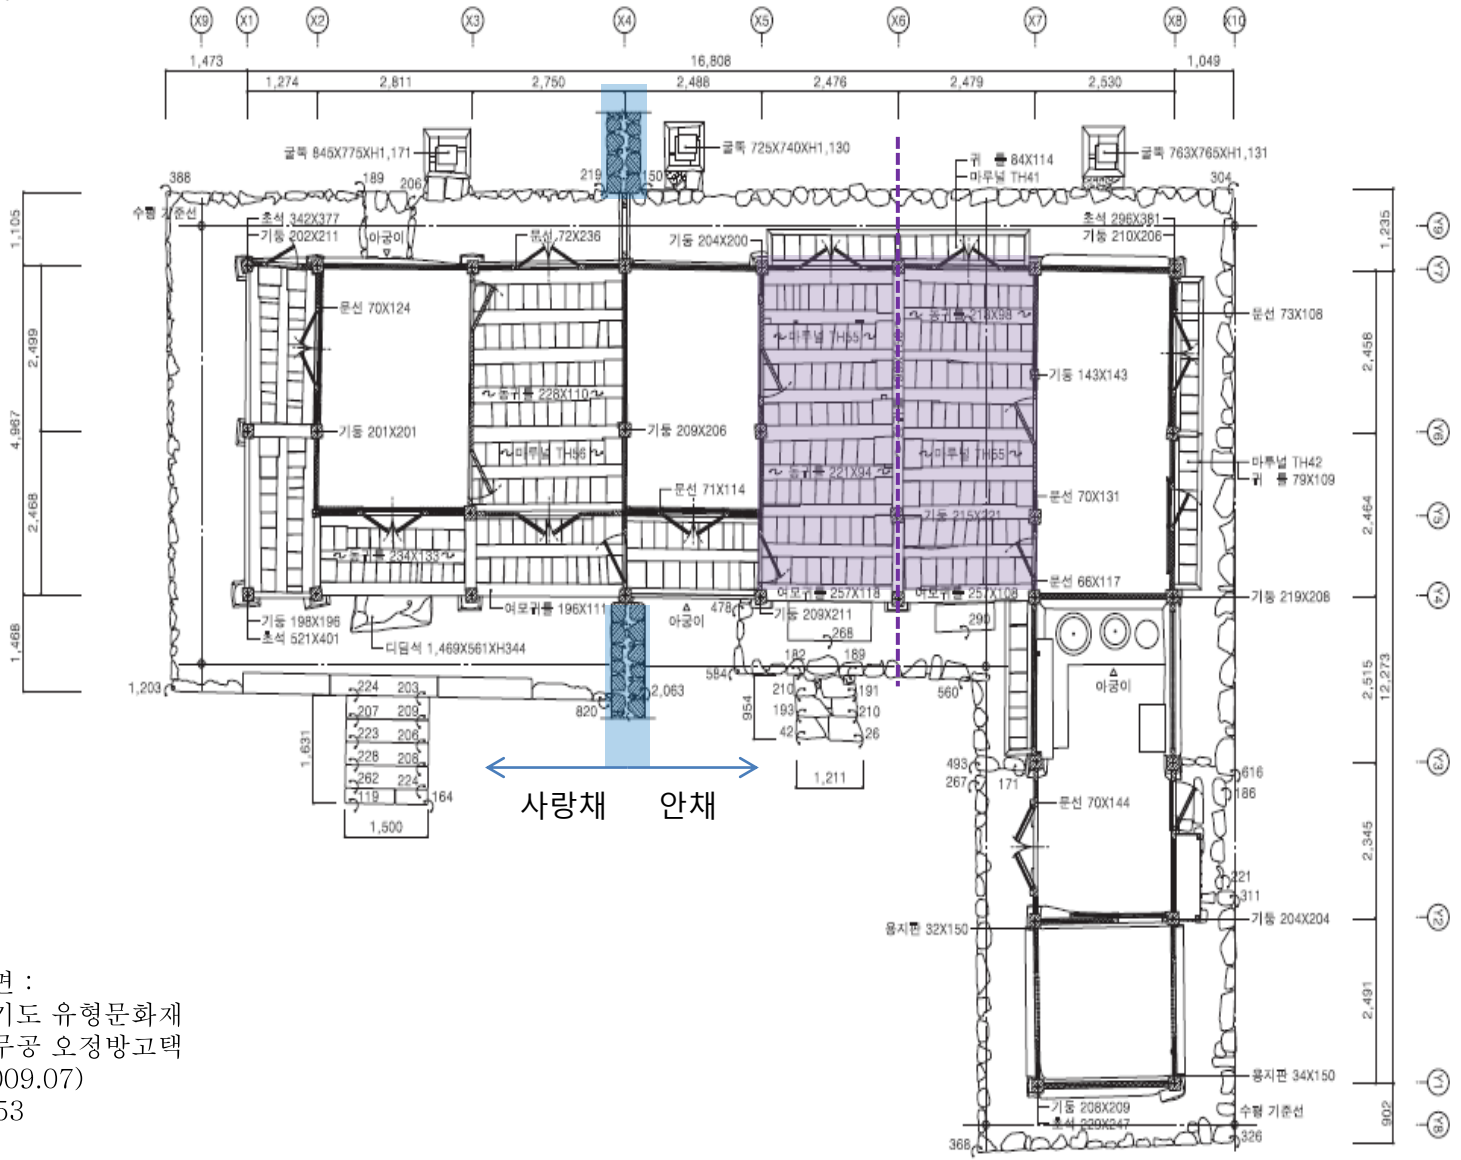 X9 X1 X2 X3 X4 X5 X6 X7 X8 X10
1,473 16,808 1,049
1,274 2,811 2,750 2,488 2,476 2,479 2,530
굴뚝 845X775XH1,171
굴뚝 725X740XH1,130
귀 틀 84X114
마루널 TH41
굴뚝 763X765XH1,131
388 189 206 219 150 304
수평 기준선
초석 342X377
기둥 202X211
아궁이
문선 72X236
기둥 204X200
초석 296X381
기둥 210X206
1,105
1,235
Y9
Y7
문선 70X124
마루널 TH55
동귀틀 218X98
문선 73X108
2,499
2,458
기둥 143X143
동귀틀 228X110
4,967
기둥 201X201
기둥 209X206
Y6
마루널 TH56
마루널 TH55
동귀틀 221X94
마루널 TH42
귀 틀 79X109
문선 71X114
문선 70X131
2,468
2,464
기둥 215X221
Y5
동귀틀 234X133
문선 66X117
여모귀틀 257X118
여모귀틀 257X108
Y4
기둥 219X208
여모귀틀 196X111
478
기둥 209X211
기둥 198X196
초석 521X401
아궁이
268
290
디딤석 1,469X561XH344
1,468
182 189
584
아궁이
2,515
12,273
1,203
224 203
820
2,063
210 191
560
207 209
954
193 210
223 206
42 26
1,631
228 208
262 224
119 164
1,211
1,500
493
267
171
616
186
Y3
사랑채 안채
문선 70X144
2,345
221
311
기둥 204X204
Y2
용지판 32X150
면 :
기도 유형문화재
무공 오정방고택
009.07)
53
2,491
용지판 34X150
Y1
기둥 208X209
초석 229X247
수평 기준선
902
368
326
Y8